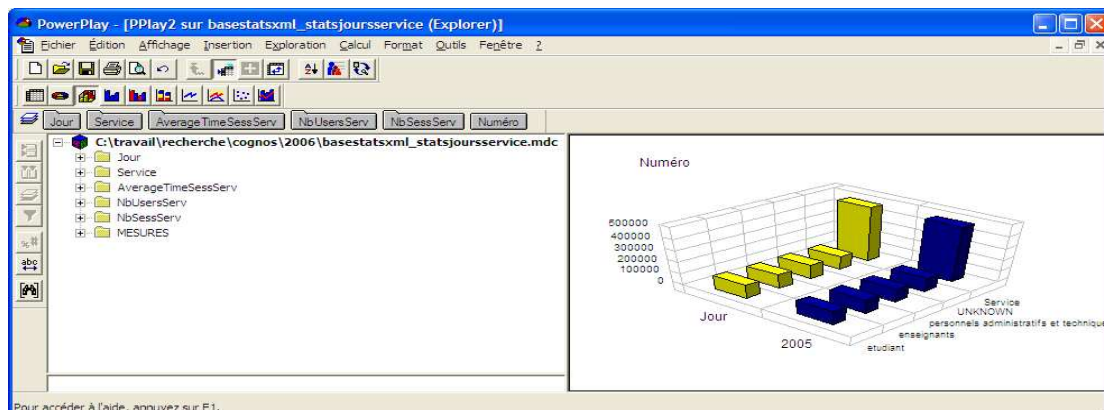 PowerPlay - [PPlay2 sur basestatsxml_statsjoursservice (Explorer)]
Fichier Édition Affichage Insertion Exploration Calcul Format Outils Fenêtre ?
Jour Service AverageTimeSessServ NbUsersServ NbSessServ Numéro
C:\travail\recherche\cognos\2006\basestatsxml_statsjoursservice.mdc
Jour
Service
AverageTimeSessServ
NbUsersServ
NbSessServ
MESURES
%#
abc
Numéro
500000
400000
300000
200000
100000
0
Jour
2005
Service
UNKNOWN
personnels administratifs et technique
enseignants
etudiant
Pour accéder à l'aide, appuyez sur F1.